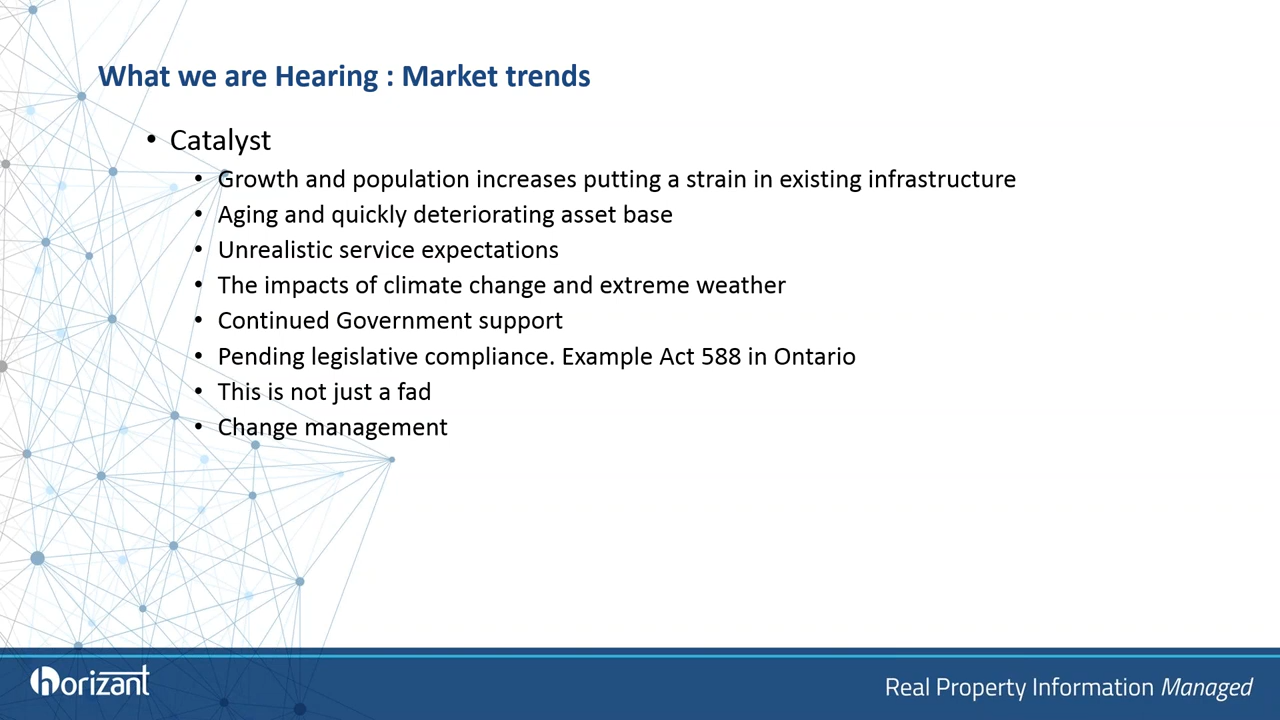 What we are Hearing : Market trends
• Catalyst
• Growth and population increases putting a strain in existing infrastructure
• Aging and quickly deteriorating asset base
• Unrealistic service expectations
• The impacts of climate change and extreme weather
• Continued Government support
• Pending legislative compliance. Example Act 588 in Ontario
• This is not just a fad
• Change management
horizant
Real Property Information Managed